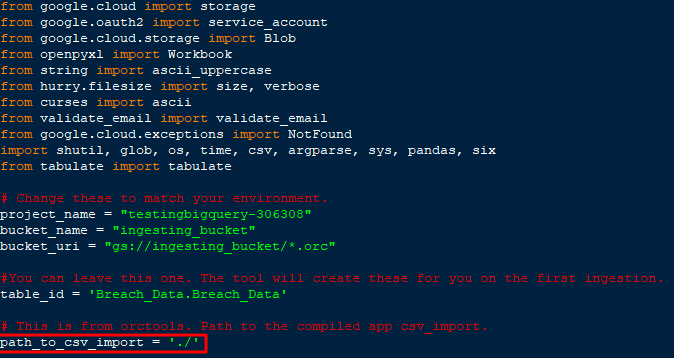 from google.cloud import storage
from google.oauth2 import service_account
from google.cloud.storage import Blob
from openpyxl import Workbook
from string import ascii_uppercase
from hurry.filesize import size, verbose
from curses import ascii
from validate_email import validate_email
from google.cloud.exceptions import NotFound
import shutil, glob, os, time, csv, argparse, sys, pandas, six
from tabulate import tabulate
# Change these to match your environment.
project_name = "testingbigquery-306308"
bucket_name = "ingesting_bucket"
bucket_uri = "gs://ingesting_bucket/*.orc"
#You can leave this one. The tool will create these for you on the first ingestion.
table_id = 'Breach_Data.Breach_Data'
# This is from orctools. Path to the compiled app csv_import.
path_to_csv_import = './'